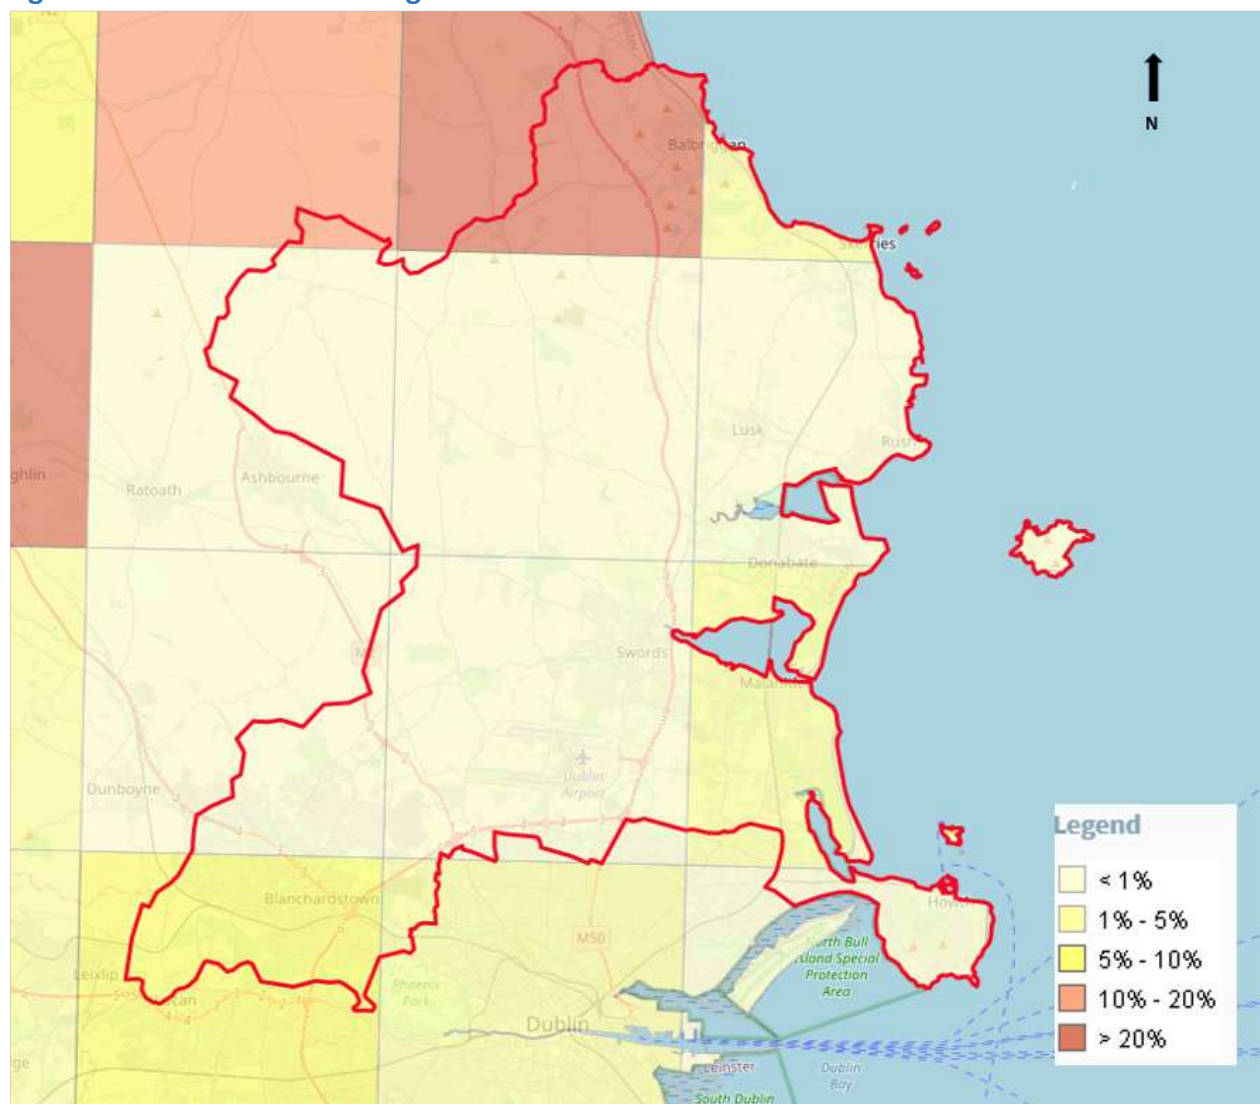 N
Balbriggan
Skerries
Lusk
Rush
ghlin
Ratoath
Ashbourne
Donabate
Swords
Malahide
Dublin
Airport
Dunboyne
Legend
< 1%
1% - 5%
5% - 10%
10% - 20%
> 20%
Blanchardstown
Howth
M50
North Bull
Island Special
Protection
Area
Leixlip
Phoenix
Park
Dublin
Leinster
Dublin
Bay
South Dublin